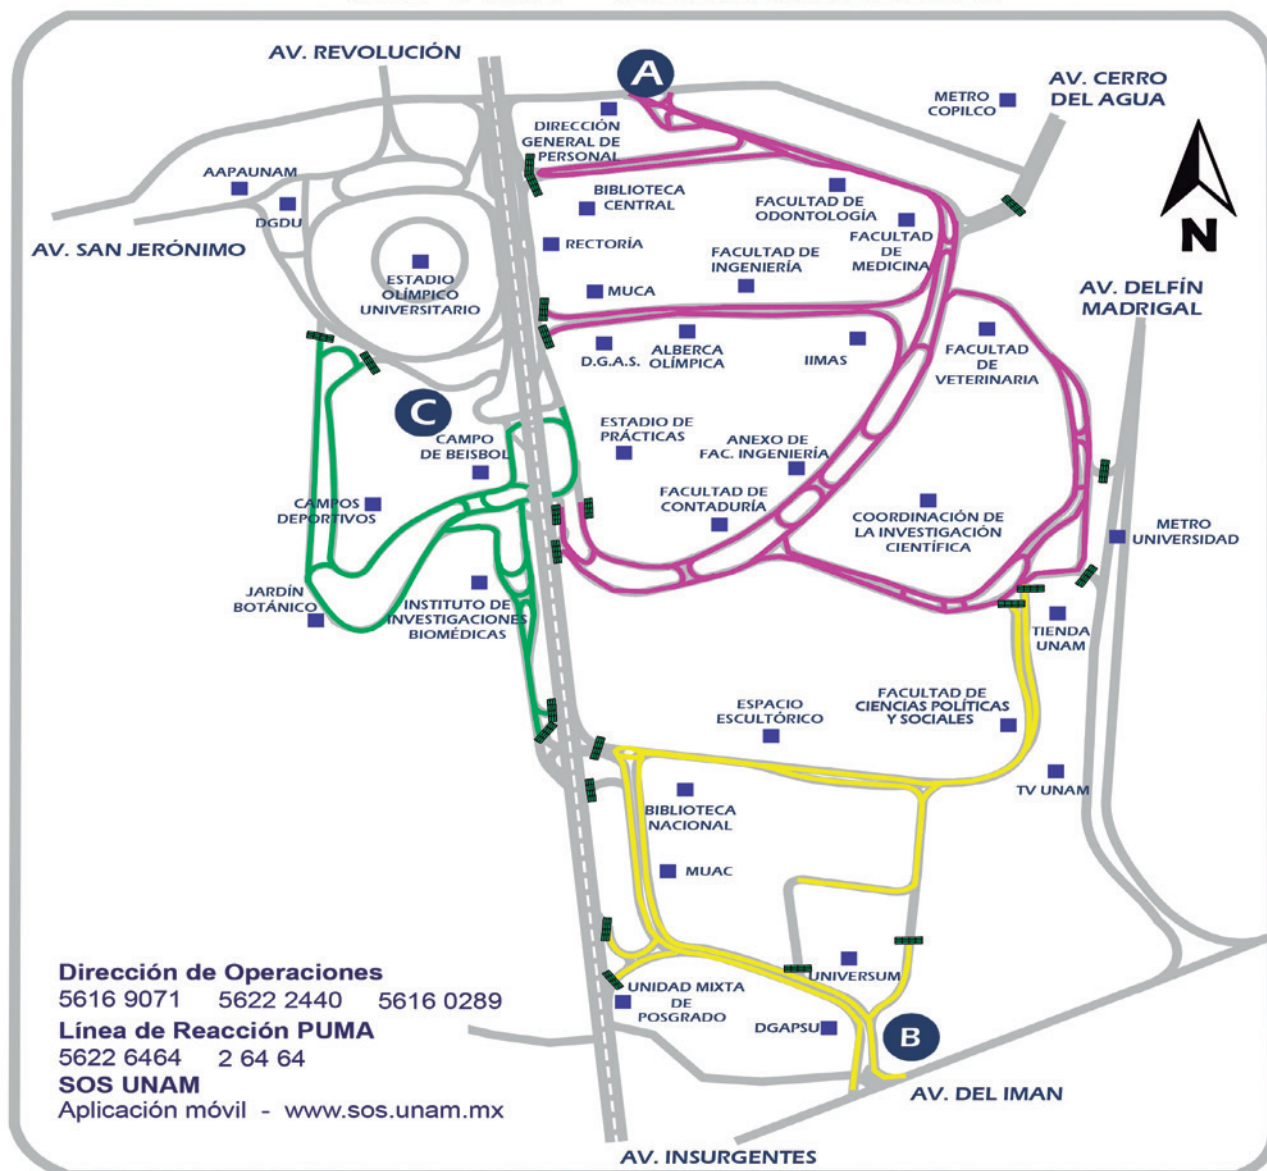 AV. REVOLUCIÓN
A
AV. CERRO
DEL AGUA
METRO
COPILCO
DIRECCIÓN
GENERAL DE
PERSONAL
AAPAUNAM
DGDU
BIBLIOTECA
CENTRAL
FACULTAD DE
ODONTOLOGÍA
N
AV. SAN JERÓNIMO
RECTORÍA
FACULTAD DE
INGENIERÍA
FACULTAD
DE
MEDICINA
ESTADIO
OLÍMPICO
UNIVERSITARIO
MUCA
AV. DELFÍN
MADRIGAL
D.G.A.S.
ALBERCA
OLÍMPICA
IIMAS
FACULTAD
DE
VETERINARIA
C
CAMPO
DE BEISBOL
ESTADIO DE
PRÁCTICAS
ANEXO DE
FAC. INGENIERÍA
CAMPOS
DEPORTIVOS
FACULTAD DE
CONTADURÍA
COORDINACIÓN DE
LA INVESTIGACIÓN
CIENTÍFICA
METRO
UNIVERSIDAD
JARDÍN
BOTÁNICO
INSTITUTO DE
INVESTIGACIONES
BIOMÉDICAS
TIENDA
UNAM
ESPACIO
ESCULTÓRICO
FACULTAD DE
CIENCIAS POLÍTICAS
Y SOCIALES
TV UNAM
BIBLIOTECA
NACIONAL
MUAC
UNIVERSUM
UNIDAD MIXTA
DE
POSGRADO
DGAPSU
B
AV. DEL IMAN
AV. INSURGENTES
Dirección de Operaciones
5616 9071 5622 2440 5616 0289
Línea de Reacción PUMA
5622 6464 2 64 64
SOS UNAM
Aplicación móvil - www.sos.unam.mx